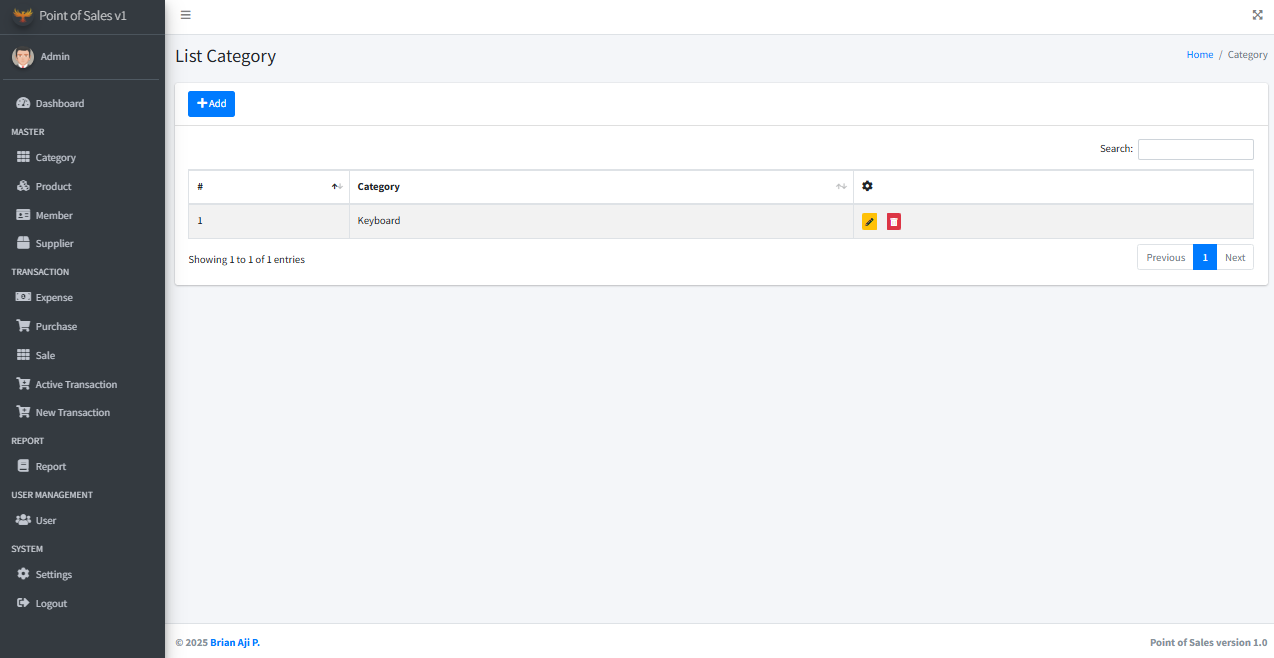 Point of Sales v1
Admin
Dashboard
MASTER
Category
Product
Member
Supplier
TRANSACTION
Expense
Purchase
Sale
Active Transaction
New Transaction
REPORT
Report
USER MANAGEMENT
User
SYSTEM
Settings
Logout
List Category
Home / Category
Add
Search:
# Category
1 Keyboard
Showing 1 to 1 of 1 entries
Previous 1 Next
© 2025 Brian Aji P.
Point of Sales version 1.0